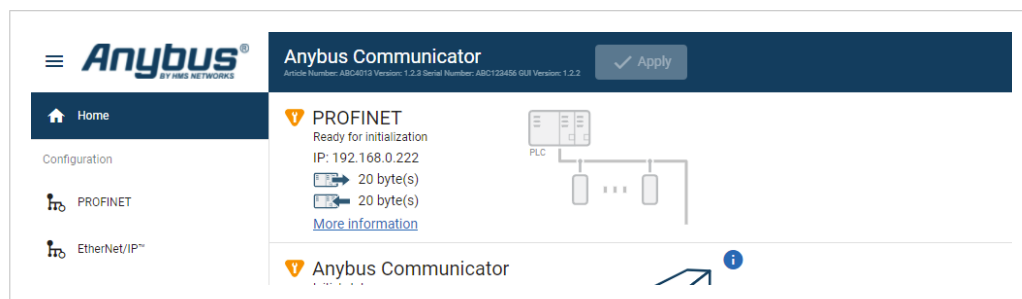 Anybus®
BY HMS NETWORKS
Anybus Communicator
Article Number: ABC4013 Version: 1.2.3 Serial Number: ABC123456 GUI Version: 1.2.2
Apply
Home
Configuration
PROFINET
EtherNet/IP™
PROFINET
Ready for initialization
IP: 192.168.0.222
20 byte(s)
20 byte(s)
More information
PLC
Anybus Communicator